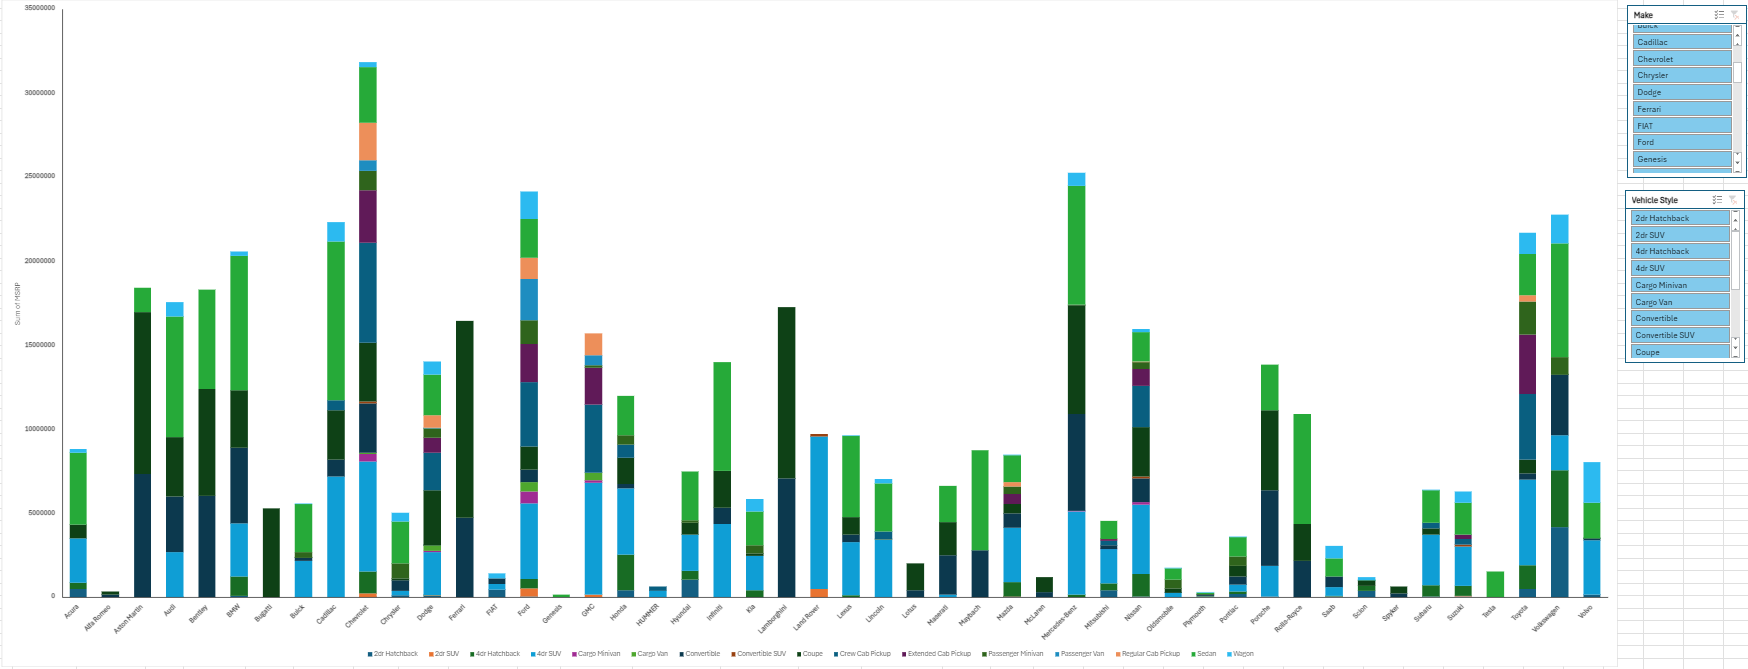 35000000
30000000
25000000
20000000
15000000
10000000
5000000
0
Sum of MSRP
Acura
Alfa Romeo
Aston Martin
Audi
Bentley
BMW
Bugatti
Buick
Cadillac
Chevrolet
Chrysler
Dodge
Ferrari
FIAT
Ford
Genesis
GMC
Honda
HUMMER
Hyundai
Infiniti
Kia
Lamborghini
Land Rover
Lexus
Lincoln
Lotus
Maserati
Maybach
Mazda
McLaren
Mercedes-Benz
Mitsubishi
Nissan
Oldsmobile
Plymouth
Pontiac
Porsche
Rolls-Royce
Saab
Scion
Spyker
Subaru
Suzuki
Tesla
Toyota
Volkswagen
Volvo
2dr Hatchback 2dr SUV 4dr Hatchback 4dr SUV Cargo Minivan Cargo Van Convertible Convertible SUV Coupe Crew Cab Pickup Extended Cab Pickup Passenger Minivan Passenger Van Regular Cab Pickup Sedan Wagon
Make
Buick
Cadillac
Chevrolet
Chrysler
Dodge
Ferrari
FIAT
Ford
Genesis
Vehicle Style
2dr Hatchback
2dr SUV
4dr Hatchback
4dr SUV
Cargo Minivan
Cargo Van
Convertible
Convertible SUV
Coupe